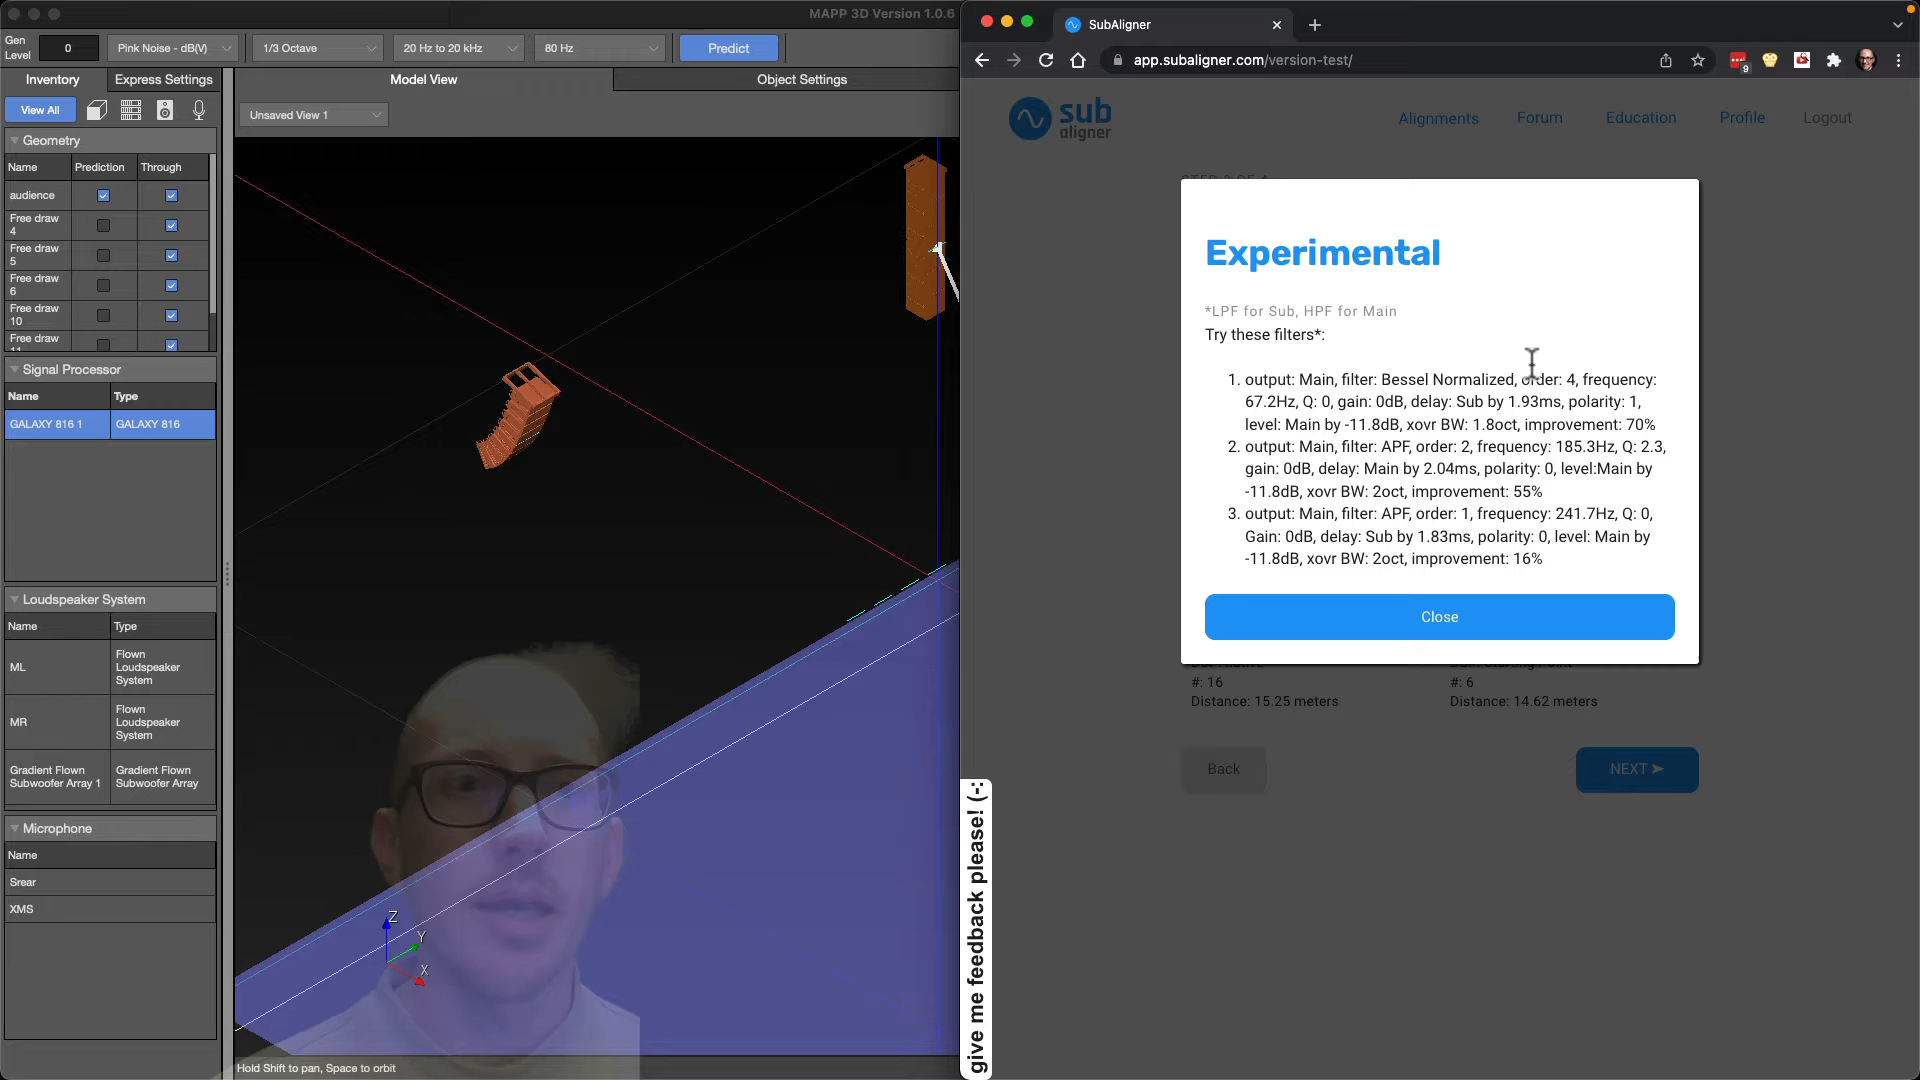 MAPP 3D Version 1.0.6
Gen Level
0
Pink Noise - dB(V)
1/3 Octave
20 Hz to 20 kHz
80 Hz
Predict
Inventory
Express Settings
Model View
Object Settings
View All
Unsaved View 1
Geometry
Name Prediction Through
audience
Free draw 4
Free draw 5
Free draw 6
Free draw 10
Free draw 11
Signal Processor
Name Type
GALAXY 816 1 GALAXY 816
Loudspeaker System
Name Type
ML Flown Loudspeaker System
MR Flown Loudspeaker System
Gradient Flown Subwoofer Array 1 Gradient Flown Subwoofer Array
Microphone
Name
Srear
XMS
Z
Y
X
Hold Shift to pan, Space to orbit
SubAligner
app.subaligner.com/version-test/
9
sub aligner
Alignments Forum Education Profile Logout
Experimental
*LPF for Sub, HPF for Main
Try these filters*:
1. output: Main, filter: Bessel Normalized, order: 4, frequency:
67.2Hz, Q: 0, gain: 0dB, delay: Sub by 1.93ms, polarity: 1,
level: Main by -11.8dB, xovr BW: 1.8oct, improvement: 70%
2. output: Main, filter: APF, order: 2, frequency: 185.3Hz, Q: 2.3,
gain: 0dB, delay: Main by 2.04ms, polarity: 0, level:Main by
-11.8dB, xovr BW: 2oct, improvement: 55%
3. output: Main, filter: APF, order: 1, frequency: 241.7Hz, Q: 0,
Gain: 0dB, delay: Sub by 1.83ms, polarity: 0, level: Main by
-11.8dB, xovr BW: 2oct, improvement: 16%
Close
#: 16
Distance: 15.25 meters
#: 6
Distance: 14.62 meters
Back
NEXT ➤
give me feedback please! (-: